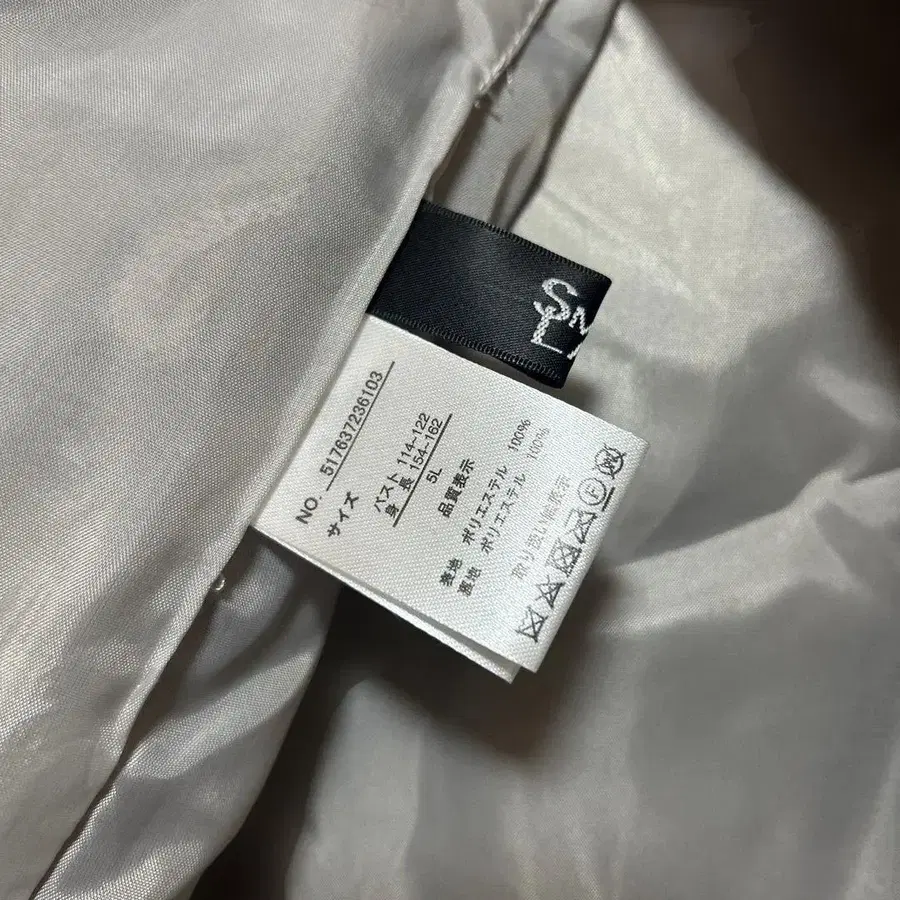 NO. 517637236103
サイズ
バスト 114~122
身 長 154~162
5L
品質表示
表地 ポリエステル 100%
裏地 ポリエステル 100%
取り扱い絵表示
F